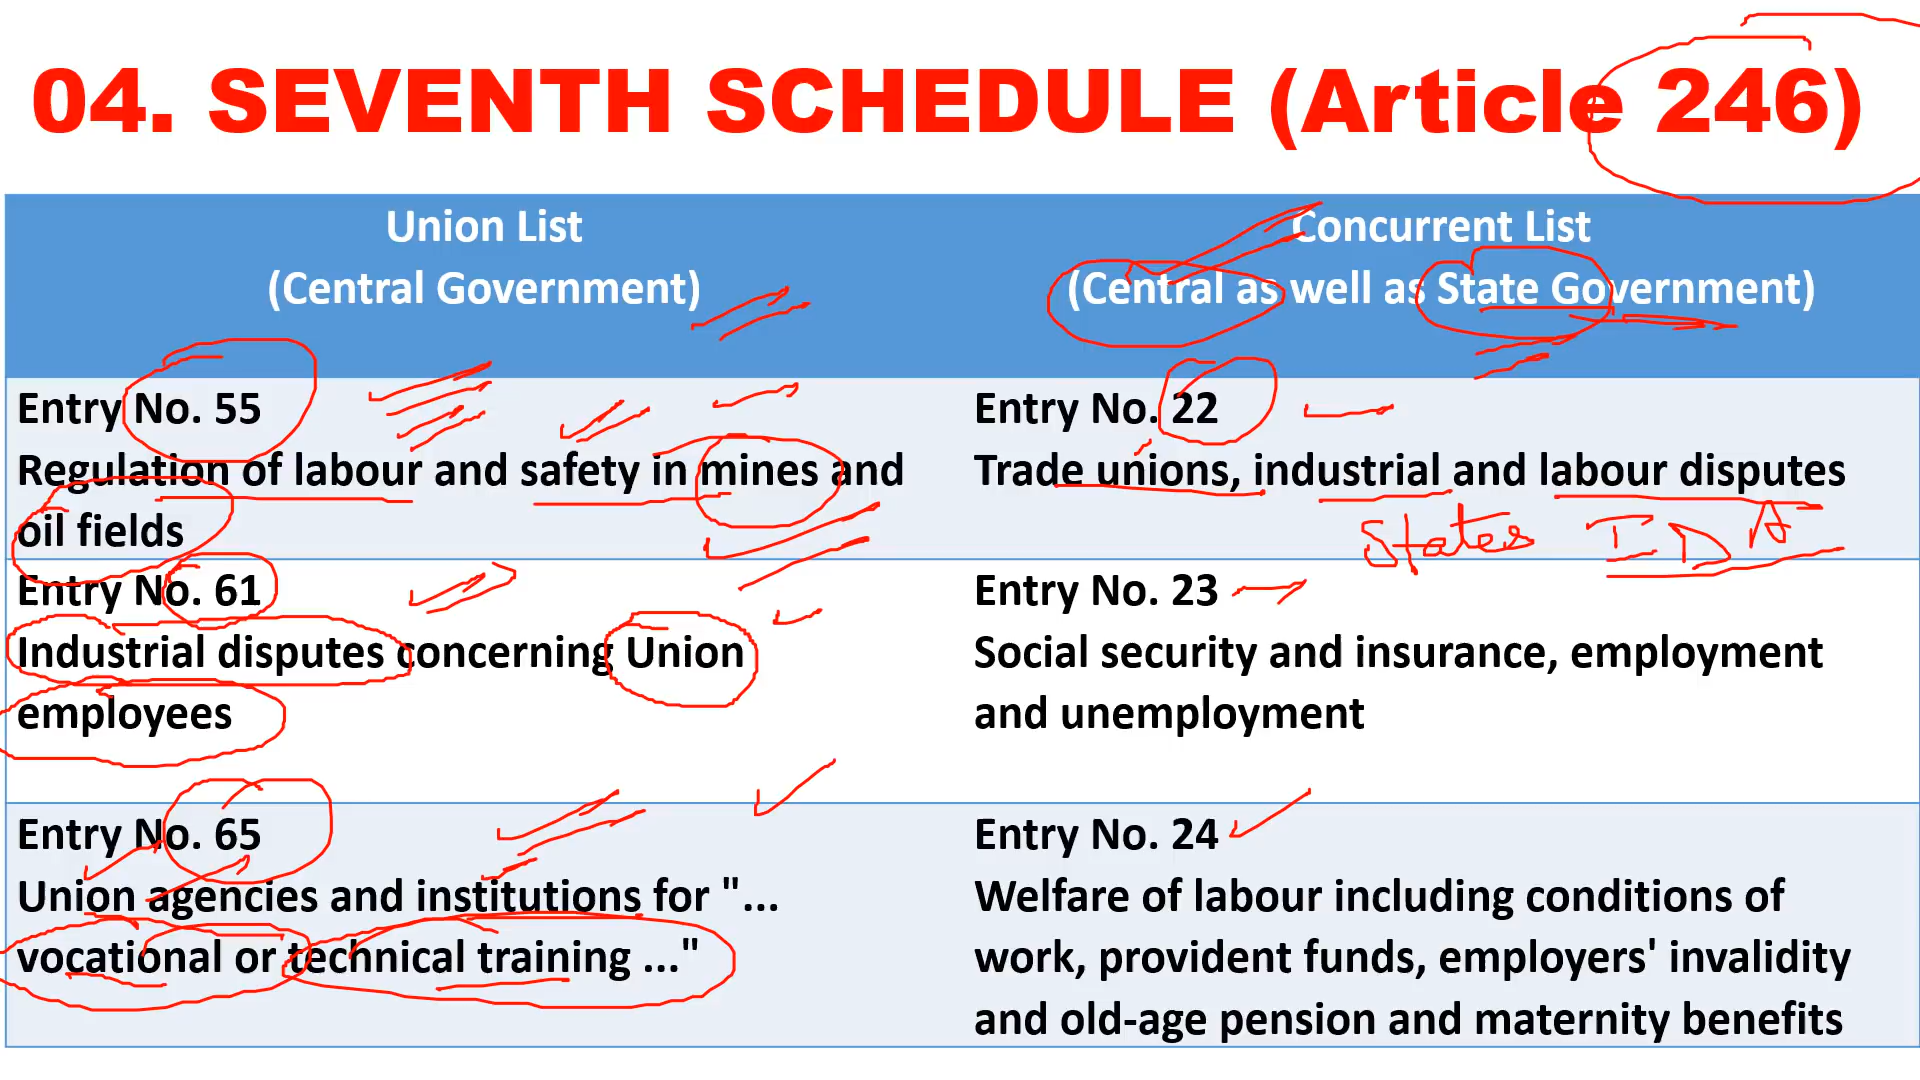 04. SEVENTH SCHEDULE (Article 246)
Union List
(Central Government)
Concurrent List
(Central as well as State Government)
Entry No. 55
Regulation of labour and safety in mines and
oil fields
Entry No. 22
Trade unions, industrial and labour disputes
States IDA
Entry No. 61
Industrial disputes concerning Union
employees
Entry No. 23
Social security and insurance, employment
and unemployment
Entry No. 65
Union agencies and institutions for "...
vocational or technical training ..."
Entry No. 24
Welfare of labour including conditions of
work, provident funds, employers' invalidity
and old-age pension and maternity benefits